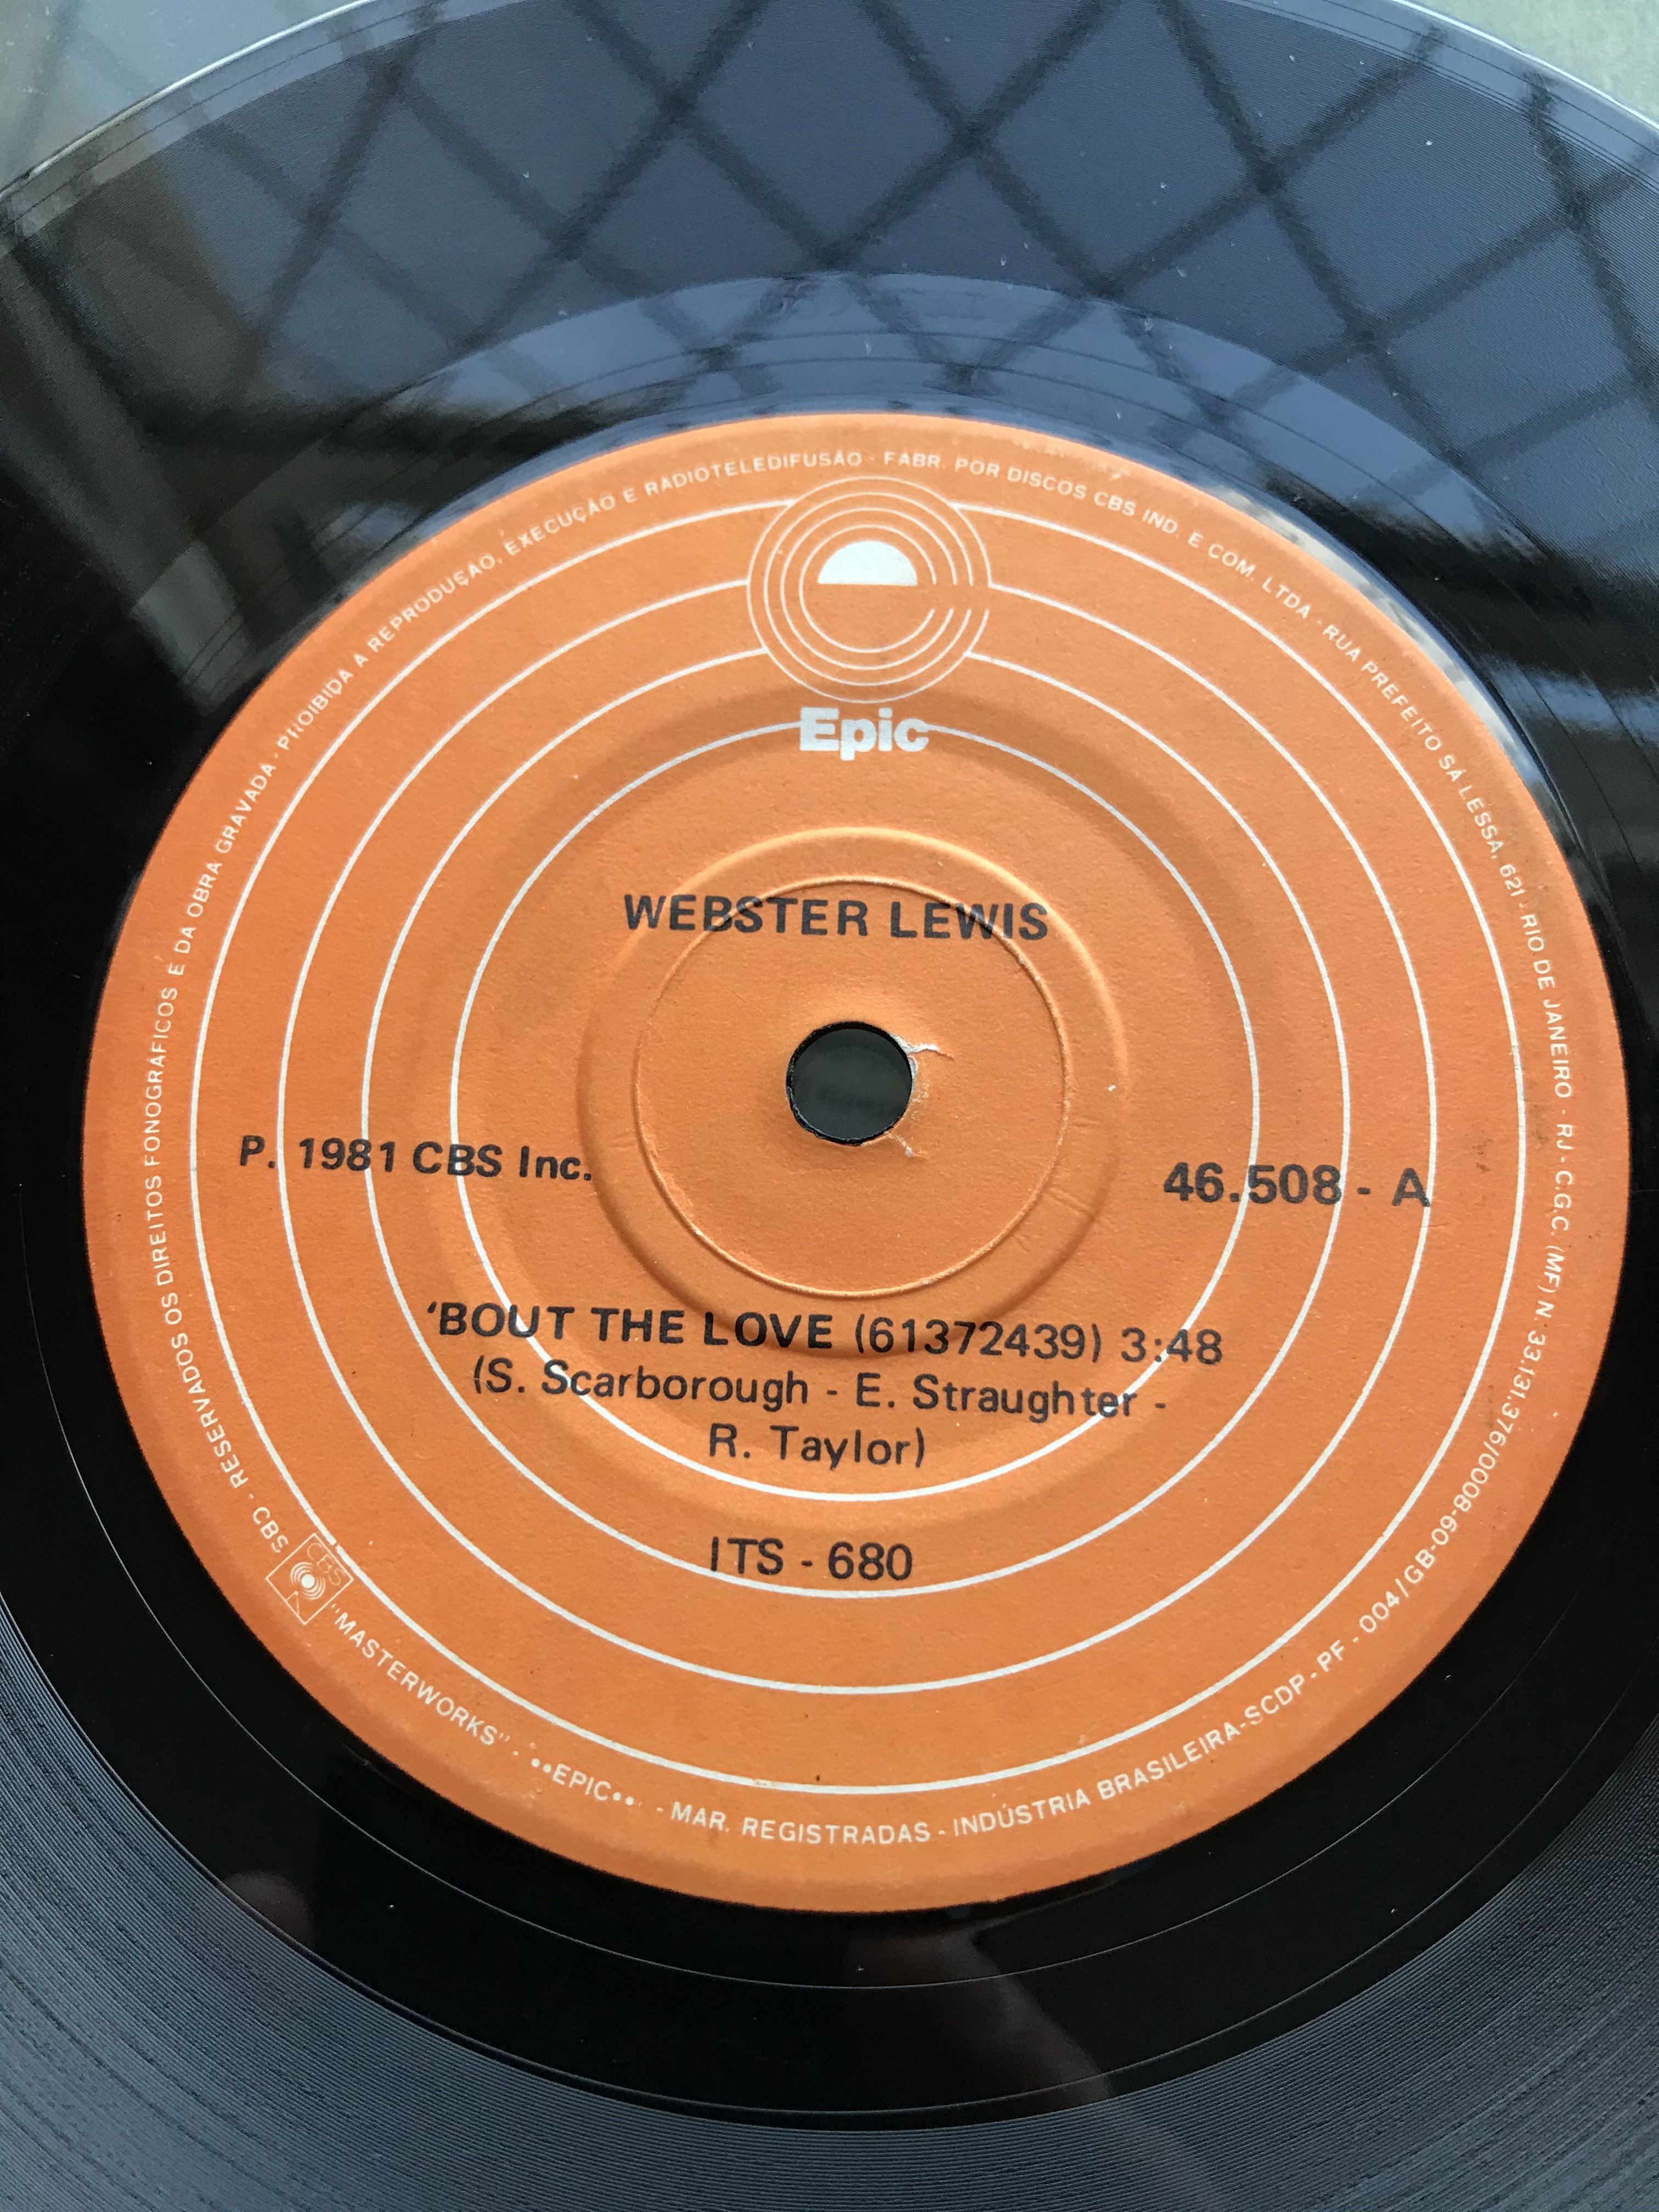 CBS - RESERVADOS OS DIREITOS FONOGRÁFICOS E DA OBRA GRAVADA - PROIBIDA A REPRODUÇÃO, EXECUÇÃO E RADIOTELEDIFUSÃO - FABR. POR DISCOS CBS IND. E COM. LTDA - RUA PREFEITO SÁ LESSA, 621 - RIO DE JANEIRO - RJ - C.G.C. (MF) N. 33.131.376/0008-09
Epic
WEBSTER LEWIS
P. 1981 CBS Inc.
46.508 - A
'BOUT THE LOVE (61372439) 3:48
(S. Scarborough - E. Straughter -
R. Taylor)
ITS - 680
CBS
"MASTERWORKS" - ••EPIC•• - MAR. REGISTRADAS - INDÚSTRIA BRASILEIRA-SCDP-PF - 004/GB